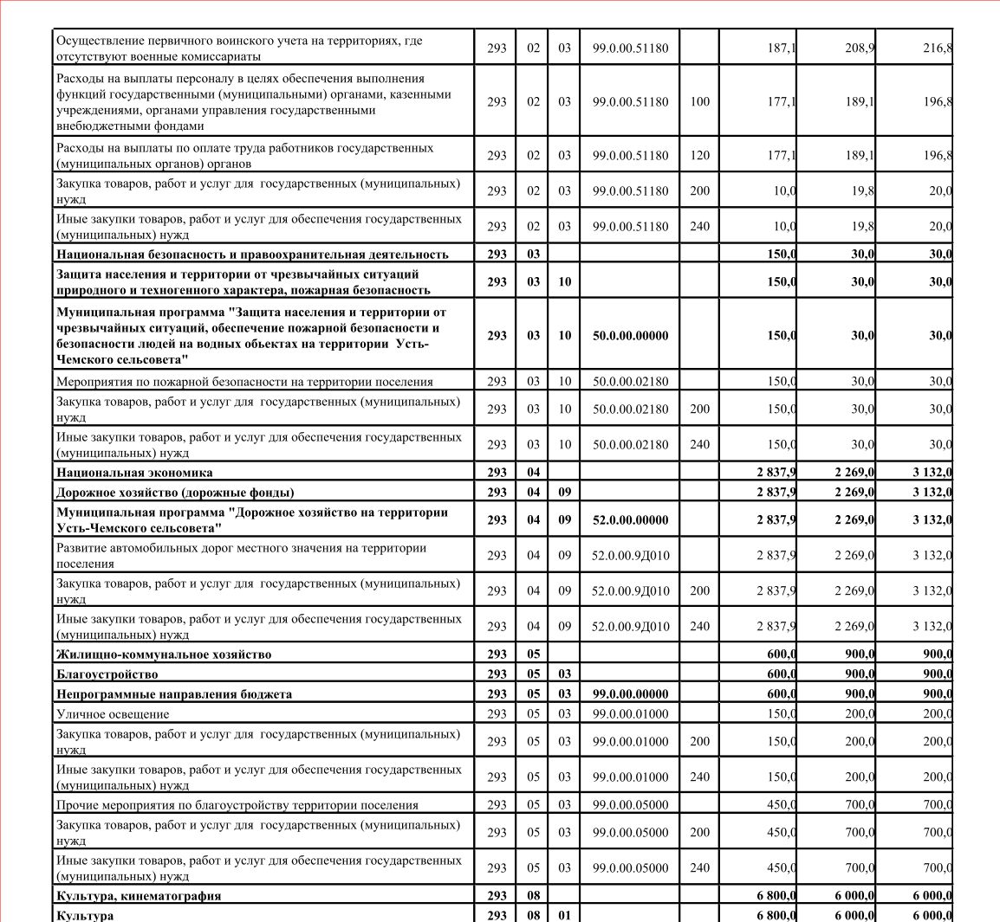 Осуществление первичного воинского учета на территориях, где
отсутствуют военные комиссариаты
293 02 03 99.0.00.51180 187,1 208,9 216,8
Расходы на выплаты персоналу в целях обеспечения выполнения
функций государственными (муниципальными) органами, казенными
учреждениями, органами управления государственными
внебюджетными фондами
293 02 03 99.0.00.51180 100 177,1 189,1 196,8
Расходы на выплаты по оплате труда работников государственных
(муниципальных органов) органов
293 02 03 99.0.00.51180 120 177,1 189,1 196,8
Закупка товаров, работ и услуг для  государственных (муниципальных)
нужд
293 02 03 99.0.00.51180 200 10,0 19,8 20,0
Иные закупки товаров, работ и услуг для обеспечения государственных
(муниципальных) нужд
293 02 03 99.0.00.51180 240 10,0 19,8 20,0
Национальная безопасность и правоохранительная деятельность 293 03 150,0 30,0 30,0
Защита населения и территории от чрезвычайных ситуаций
природного и техногенного характера, пожарная безопасность
293 03 10 150,0 30,0 30,0
Муниципальная программа "Защита населения и территории от
чрезвычайных ситуаций, обеспечение пожарной безопасности и
безопасности людей на водных обьектах на территории  Усть-
Чемского сельсовета"
293 03 10 50.0.00.00000 150,0 30,0 30,0
Мероприятия по пожарной безопасности на территории поселения 293 03 10 50.0.00.02180 150,0 30,0 30,0
Закупка товаров, работ и услуг для  государственных (муниципальных)
нужд
293 03 10 50.0.00.02180 200 150,0 30,0 30,0
Иные закупки товаров, работ и услуг для обеспечения государственных
(муниципальных) нужд
293 03 10 50.0.00.02180 240 150,0 30,0 30,0
Национальная экономика 293 04 2 837,9 2 269,0 3 132,0
Дорожное хозяйство (дорожные фонды) 293 04 09 2 837,9 2 269,0 3 132,0
Муниципальная программа "Дорожное хозяйство на территории
Усть-Чемского сельсовета"
293 04 09 52.0.00.00000 2 837,9 2 269,0 3 132,0
Развитие автомобильных дорог местного значения на территории
поселения
293 04 09 52.0.00.9Д010 2 837,9 2 269,0 3 132,0
Закупка товаров, работ и услуг для  государственных (муниципальных)
нужд
293 04 09 52.0.00.9Д010 200 2 837,9 2 269,0 3 132,0
Иные закупки товаров, работ и услуг для обеспечения государственных
(муниципальных) нужд
293 04 09 52.0.00.9Д010 240 2 837,9 2 269,0 3 132,0
Жилищно-коммунальное хозяйство 293 05 600,0 900,0 900,0
Благоустройство 293 05 03 600,0 900,0 900,0
Непрограммные направления бюджета 293 05 03 99.0.00.00000 600,0 900,0 900,0
Уличное освещение 293 05 03 99.0.00.01000 150,0 200,0 200,0
Закупка товаров, работ и услуг для  государственных (муниципальных)
нужд
293 05 03 99.0.00.01000 200 150,0 200,0 200,0
Иные закупки товаров, работ и услуг для обеспечения государственных
(муниципальных) нужд
293 05 03 99.0.00.01000 240 150,0 200,0 200,0
Прочие мероприятия по благоустройству территории поселения 293 05 03 99.0.00.05000 450,0 700,0 700,0
Закупка товаров, работ и услуг для  государственных (муниципальных)
нужд
293 05 03 99.0.00.05000 200 450,0 700,0 700,0
Иные закупки товаров, работ и услуг для обеспечения государственных
(муниципальных) нужд
293 05 03 99.0.00.05000 240 450,0 700,0 700,0
Культура, кинематография 293 08 6 800,0 6 000,0 6 000,0
Культура 293 08 01 6 800,0 6 000,0 6 000,0